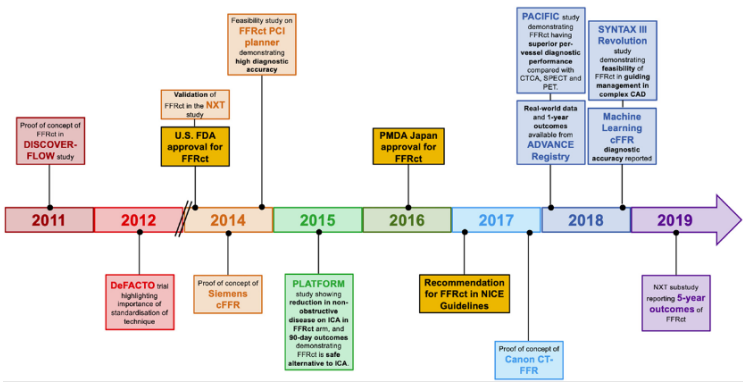 Proof of concept of
FFRct in
DISCOVER-
FLOW study
Validation of
FFRct in the NXT
study
U.S. FDA
approval for
FFRct
Feasibility study on
FFRct PCI
planner
demonstrating
high diagnostic
accuracy
PMDA Japan
approval for
FFRct
PACIFIC study
demonstrating
FFRct having
superior per-
vessel diagnostic
performance
compared with
CTCA, SPECT and
PET.
Real-world data
and 1-year
outcomes
available from
ADVANCE
Registry
SYNTAX III
Revolution
study
demonstrating
feasibility of
FFRct in guiding
management in
complex CAD
Machine
Learning
cFFR
diagnostic
accuracy reported
2011
2012
2014
2015
2016
2017
2018
2019
DeFACTO trial
highlighting
importance of
standardisation of
technique
Proof of concept of
Siemens
cFFR
PLATFORM
study showing
reduction in non-
obstructive
disease on ICA in
FFRct arm, and
90-day outcomes
demonstrating
FFRct is safe
alternative to ICA.
Recommendation
for FFRct in NICE
Guidelines
Proof of concept of
Canon CT-
FFR
NXT substudy
reporting 5-year
outcomes of
FFRct